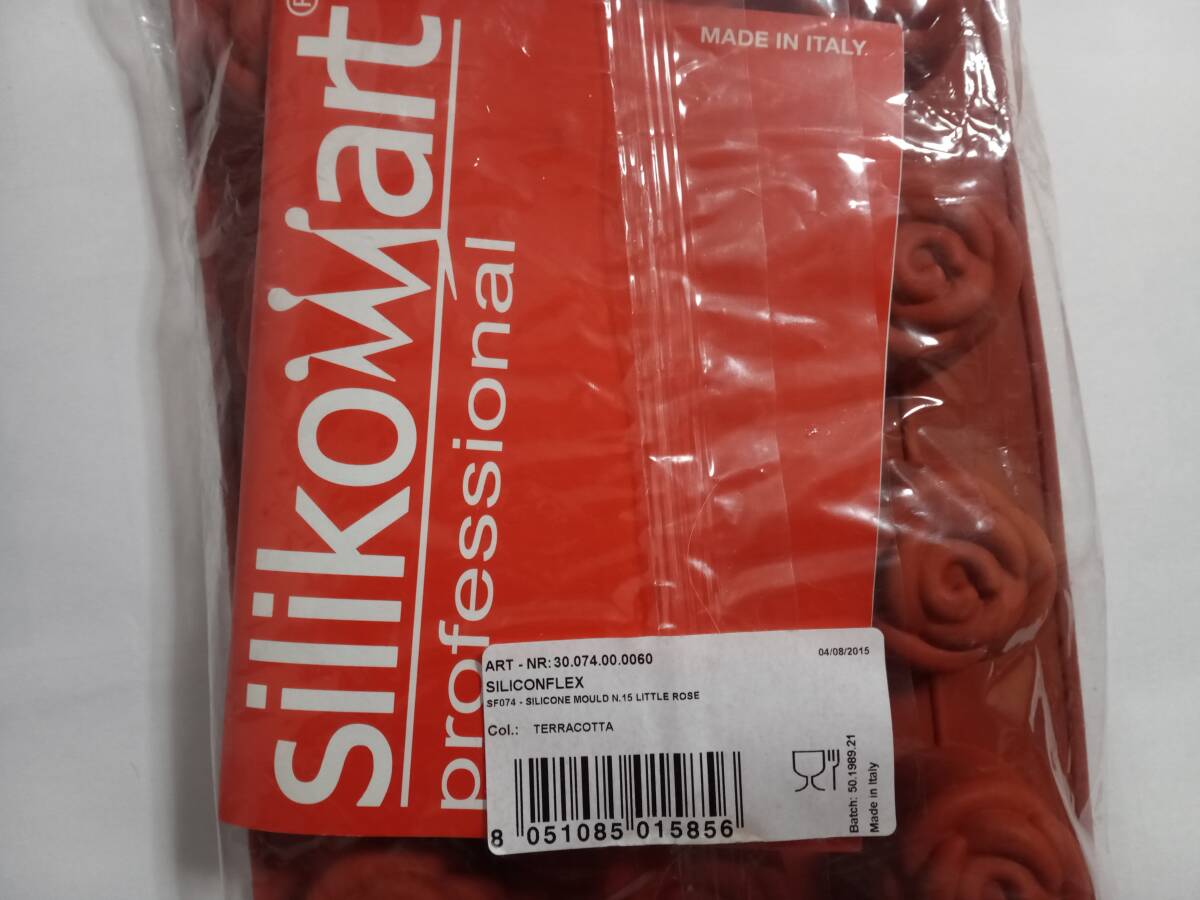 MADE IN ITALY.
silikomart®
professional
ART - NR: 30.074.00.0060
04/08/2015
SILICONFLEX
SF074 - SILICONE MOULD N.15 LITTLE ROSE
Col.: TERRACOTTA
8 051085 015856
Batch: 50.1989.21
Made in Italy